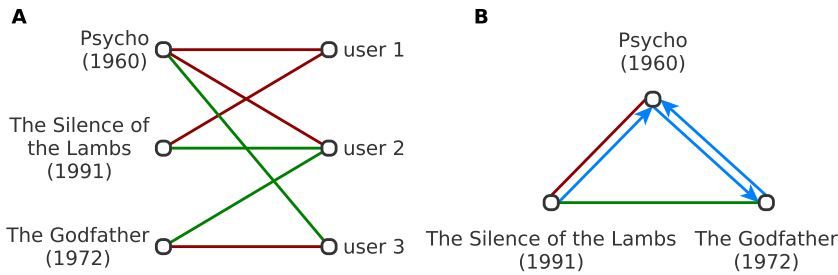 A
Psycho
(1960)
user 1
The Silence of
the Lambs
(1991)
user 2
The Godfather
(1972)
user 3
B
Psycho
(1960)
The Silence of the Lambs
(1991)
The Godfather
(1972)